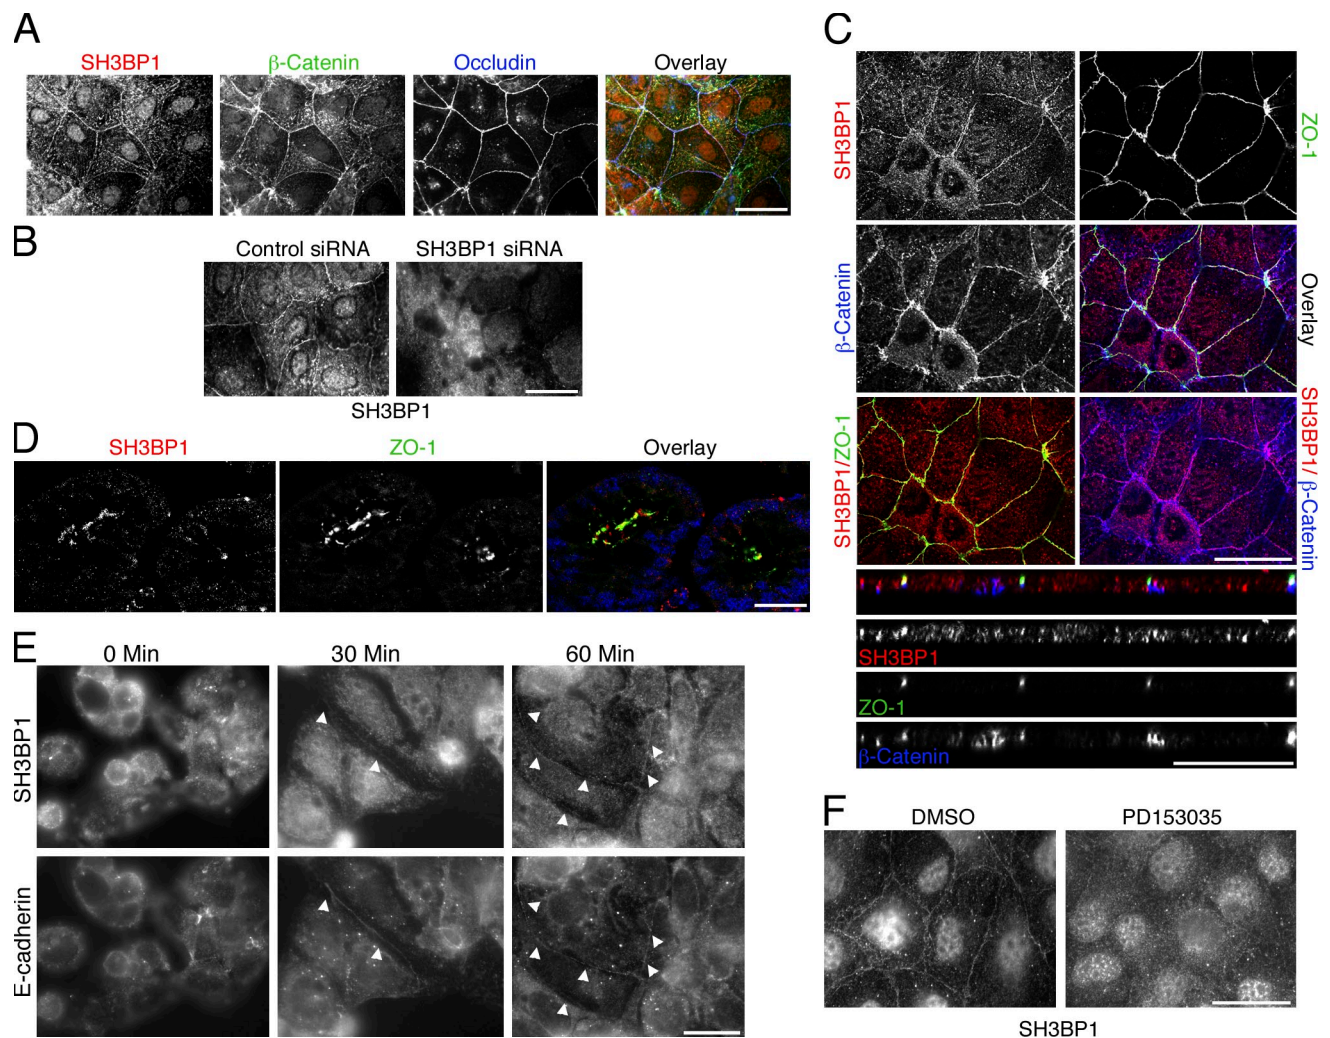 A
SH3BP1
β-Catenin
Occludin
Overlay
B
Control siRNA
SH3BP1 siRNA
SH3BP1
C
SH3BP1
ZO-1
β-Catenin
Overlay
SH3BP1/ZO-1
SH3BP1/ β-Catenin
SH3BP1
ZO-1
β-Catenin
D
SH3BP1
ZO-1
Overlay
E
0 Min
30 Min
60 Min
SH3BP1
E-cadherin
F
DMSO
PD153035
SH3BP1